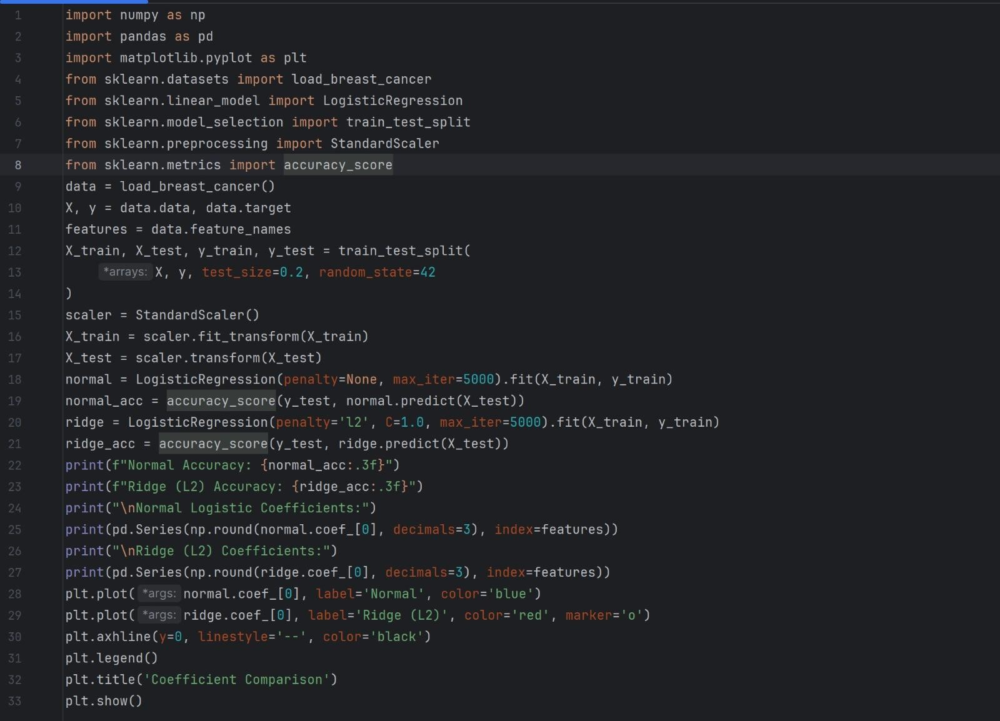 1 import numpy as np
2 import pandas as pd
3 import matplotlib.pyplot as plt
4 from sklearn.datasets import load_breast_cancer
5 from sklearn.linear_model import LogisticRegression
6 from sklearn.model_selection import train_test_split
7 from sklearn.preprocessing import StandardScaler
8 from sklearn.metrics import accuracy_score
9 data = load_breast_cancer()
10 X, y = data.data, data.target
11 features = data.feature_names
12 X_train, X_test, y_train, y_test = train_test_split(
13     *arrays: X, y, test_size=0.2, random_state=42
14 )
15 scaler = StandardScaler()
16 X_train = scaler.fit_transform(X_train)
17 X_test = scaler.transform(X_test)
18 normal = LogisticRegression(penalty=None, max_iter=5000).fit(X_train, y_train)
19 normal_acc = accuracy_score(y_test, normal.predict(X_test))
20 ridge = LogisticRegression(penalty='l2', C=1.0, max_iter=5000).fit(X_train, y_train)
21 ridge_acc = accuracy_score(y_test, ridge.predict(X_test))
22 print(f"Normal Accuracy: {normal_acc:.3f}")
23 print(f"Ridge (L2) Accuracy: {ridge_acc:.3f}")
24 print("\nNormal Logistic Coefficients:")
25 print(pd.Series(np.round(normal.coef_[0], decimals=3), index=features))
26 print("\nRidge (L2) Coefficients:")
27 print(pd.Series(np.round(ridge.coef_[0], decimals=3), index=features))
28 plt.plot( *args: normal.coef_[0], label='Normal', color='blue')
29 plt.plot( *args: ridge.coef_[0], label='Ridge (L2)', color='red', marker='o')
30 plt.axhline(y=0, linestyle='--', color='black')
31 plt.legend()
32 plt.title('Coefficient Comparison')
33 plt.show()